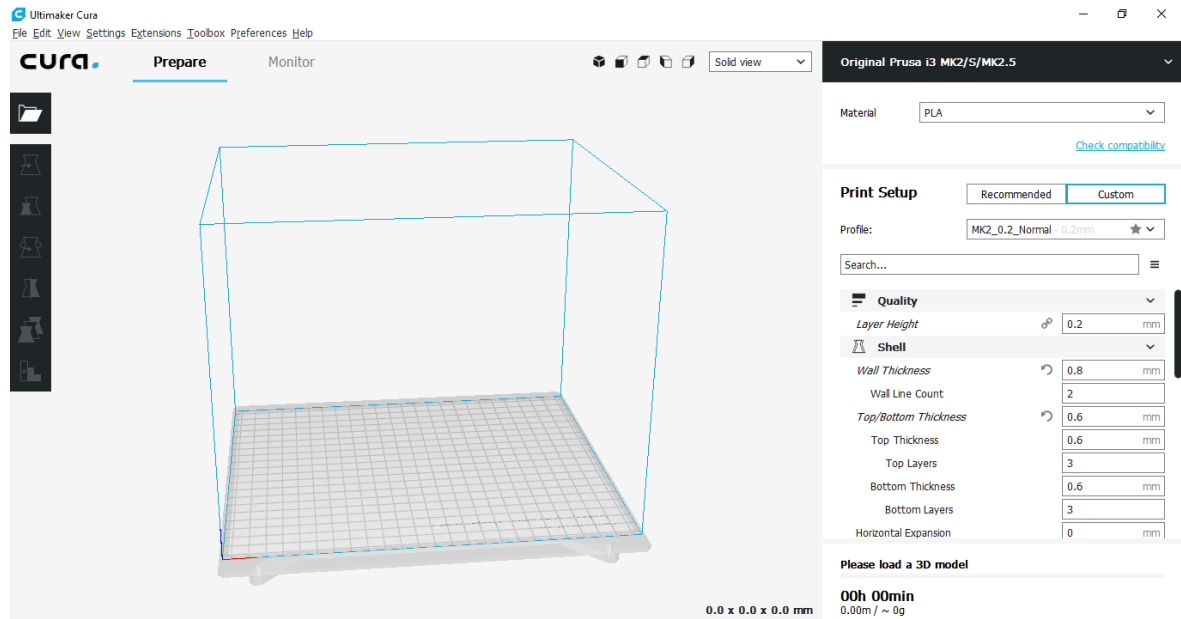 Ultimaker Cura
File Edit View Settings Extensions Toolbox Preferences Help
cura.
Prepare
Monitor
Solid view
Original Prusa i3 MK2/S/MK2.5
Material
PLA
Check compatibility
Print Setup
Recommended
Custom
Profile:
MK2_0.2_Normal - 0.2mm
Search...
Quality
Layer Height
0.2 mm
Shell
Wall Thickness
0.8 mm
Wall Line Count
2
Top/Bottom Thickness
0.6 mm
Top Thickness
0.6 mm
Top Layers
3
Bottom Thickness
0.6 mm
Bottom Layers
3
Horizontal Expansion
0 mm
Please load a 3D model
00h 00min
0.00m / ~ 0g
0.0 x 0.0 x 0.0 mm